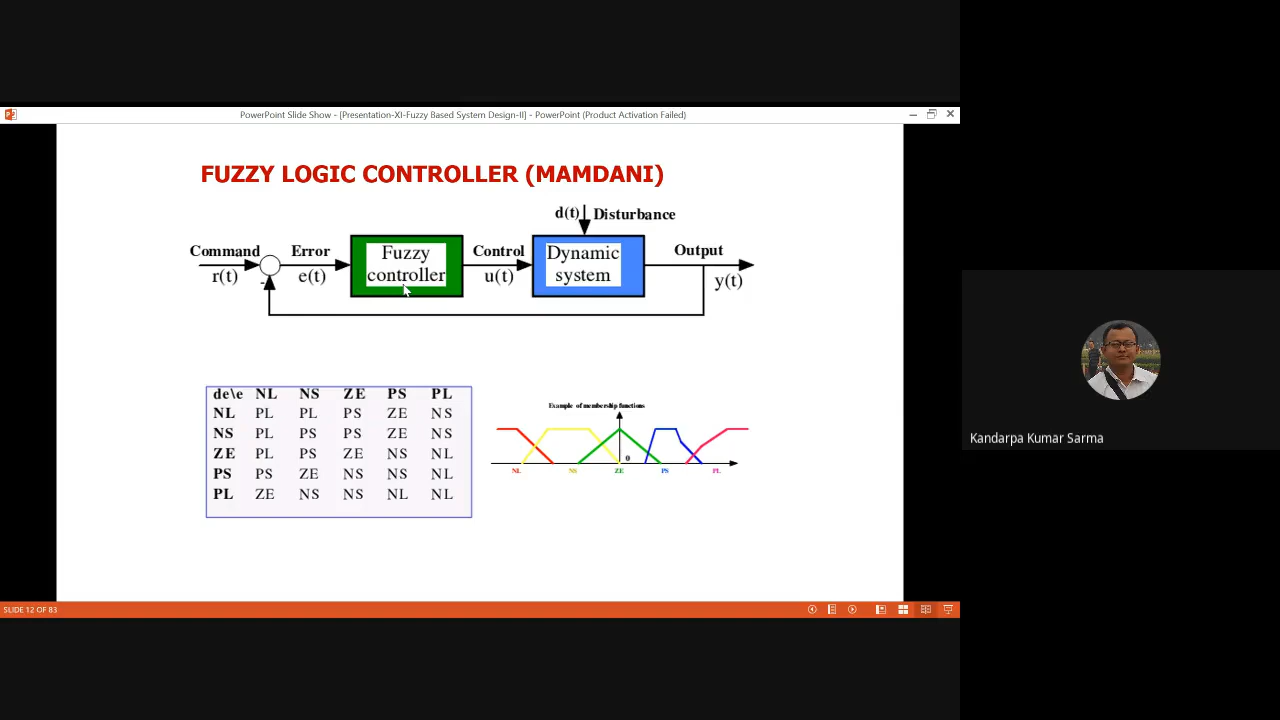 PowerPoint Slide Show - [Presentation-XI-Fuzzy Based System Design-II] - PowerPoint (Product Activation Failed)
FUZZY LOGIC CONTROLLER (MAMDANI)
d(t) Disturbance
Command Error Fuzzy controller Control Dynamic system Output
r(t) e(t) u(t) y(t)
-
de\e NL NS ZE PS PL
NL PL PL PS ZE NS
NS PL PS PS ZE NS
ZE PL PS ZE NS NL
PS PS ZE NS NS NL
PL ZE NS NS NL NL
Example of membership functions
0
NL NS ZE PS PL
Kandarpa Kumar Sarma
SLIDE 12 OF 83